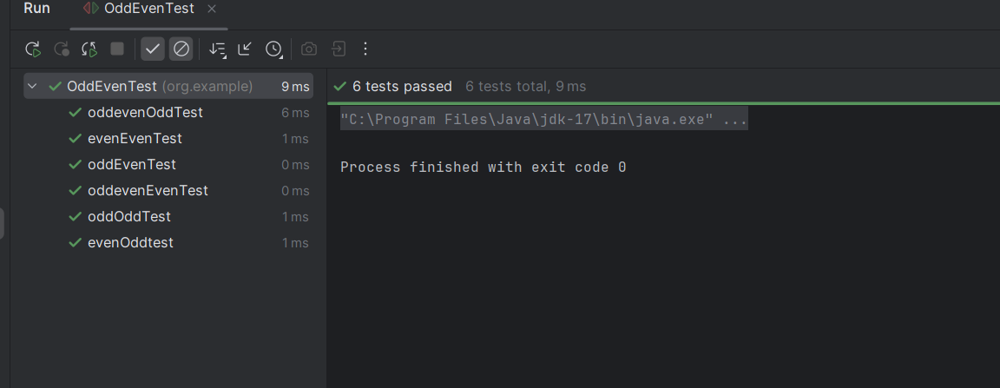 Run OddEvenTest
OddEvenTest (org.example) 9 ms
oddevenOddTest 6 ms
evenEvenTest 1 ms
oddEvenTest 0 ms
oddevenEvenTest 0 ms
oddOddTest 1 ms
evenOddtest 1 ms
6 tests passed 6 tests total, 9 ms
"C:\Program Files\Java\jdk-17\bin\java.exe" ...
Process finished with exit code 0